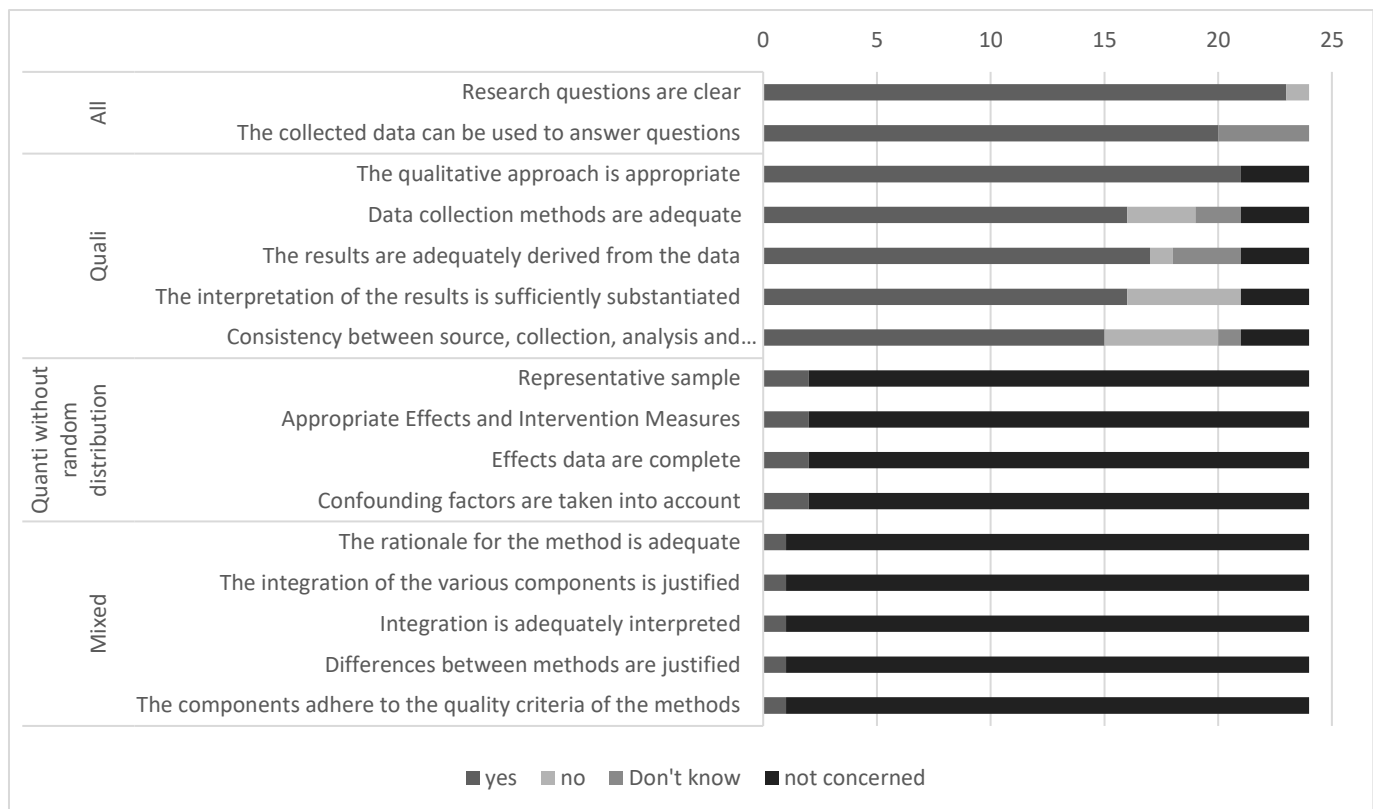 0 5 10 15 20 25
All
Research questions are clear
The collected data can be used to answer questions
Quali
The qualitative approach is appropriate
Data collection methods are adequate
The results are adequately derived from the data
The interpretation of the results is sufficiently substantiated
Consistency between source, collection, analysis and…
Quanti without
random
distribution
Representative sample
Appropriate Effects and Intervention Measures
Effects data are complete
Confounding factors are taken into account
Mixed
The rationale for the method is adequate
The integration of the various components is justified
Integration is adequately interpreted
Differences between methods are justified
The components adhere to the quality criteria of the methods
yes no Don't know not concerned